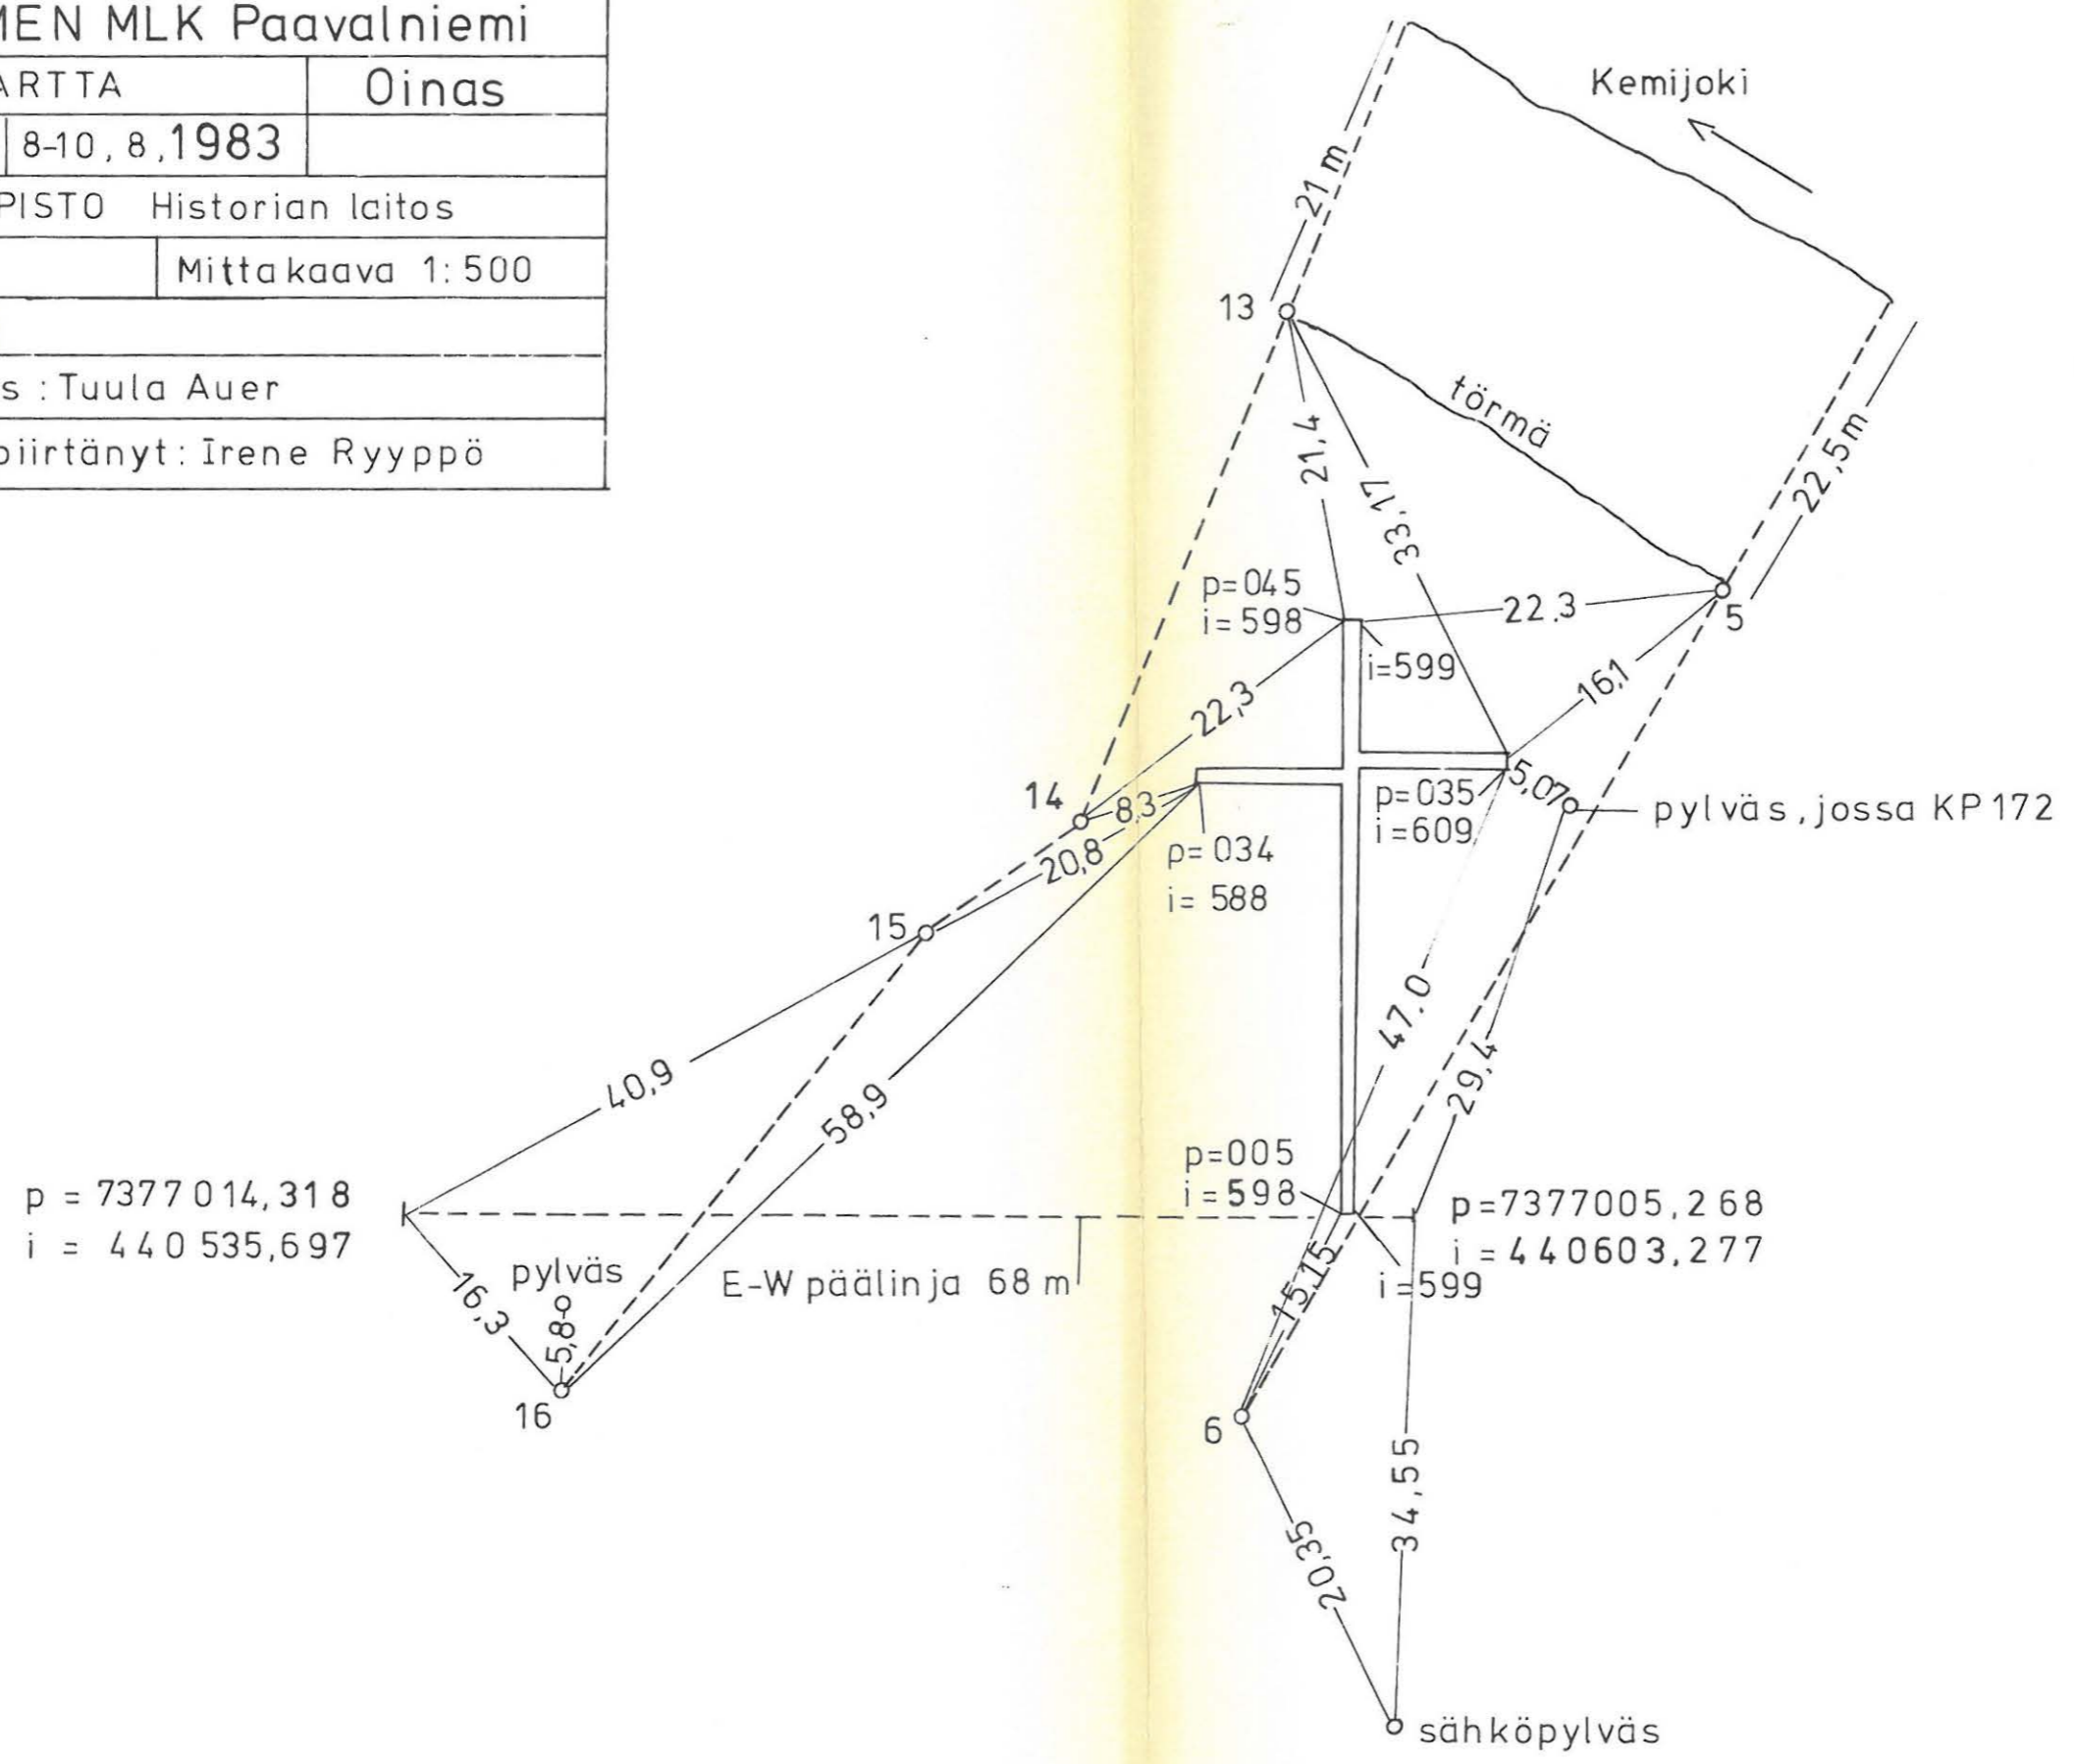 IEN MLK Paavalniemi
ARTTA
Oinas
8-10, 8, 1983
PISTO Historian laitos
Mittakaava 1:500
s : Tuula Auer
piirtänyt: Irene Ryyppö
Kemijoki
21 m
13
törmä
21,4
33,17
22,5m
p=045
i=598
22.3
5
i=599
16,1
22,3
14
8,3
5,07
p=035
i=609
pylväs, jossa KP 172
20,8
p=034
i=588
15
47.0
29,4
40,9
58,9
p=005
i=598
p = 7377014,318
i = 440 535,697
p=7377005,268
i =440603,277
i=599
pylväs
E-W päälinja 68 m
16,3
5,8
15,15
16
6
34,55
20,35
sähköpylväs